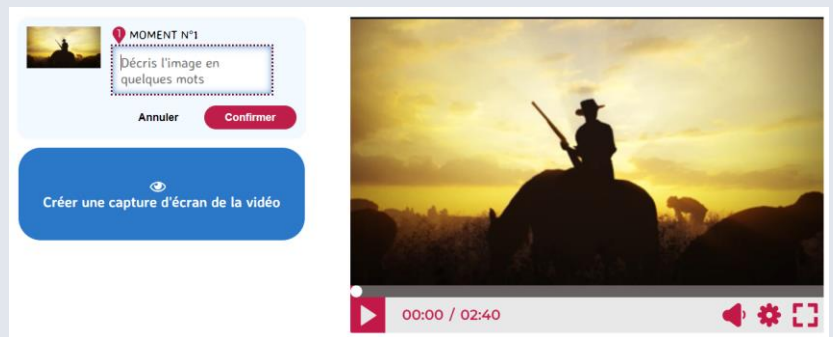 1 MOMENT N°1
Décris l'image en
quelques mots
Annuler Confirmer
Créer une capture d'écran de la vidéo
00:00 / 02:40